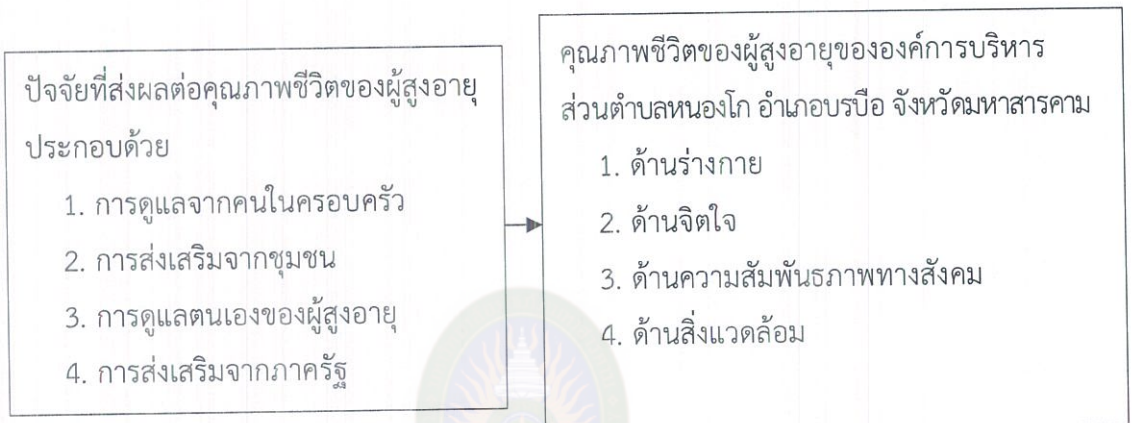 ปัจจัยที่ส่งผลต่อคุณภาพชีวิตของผู้สูงอายุ
ประกอบด้วย
1. การดูแลจากคนในครอบครัว
2. การส่งเสริมจากชุมชน
3. การดูแลตนเองของผู้สูงอายุ
4. การส่งเสริมจากภาครัฐ
คุณภาพชีวิตของผู้สูงอายุขององค์การบริหาร
ส่วนตำบลหนองโก อำเภอบรบือ จังหวัดมหาสารคาม
1. ด้านร่างกาย
2. ด้านจิตใจ
3. ด้านความสัมพันธภาพทางสังคม
4. ด้านสิ่งแวดล้อม